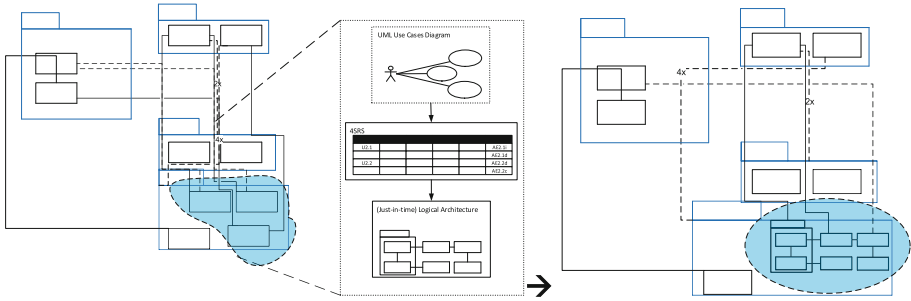 2x
4x
UML Use Cases Diagram
4SRS
U2.1 AE2.1i
AE2.1d
U2.2 AE2.2d
AE2.2c
(Just-in-time) Logical Architecture
4x
2x